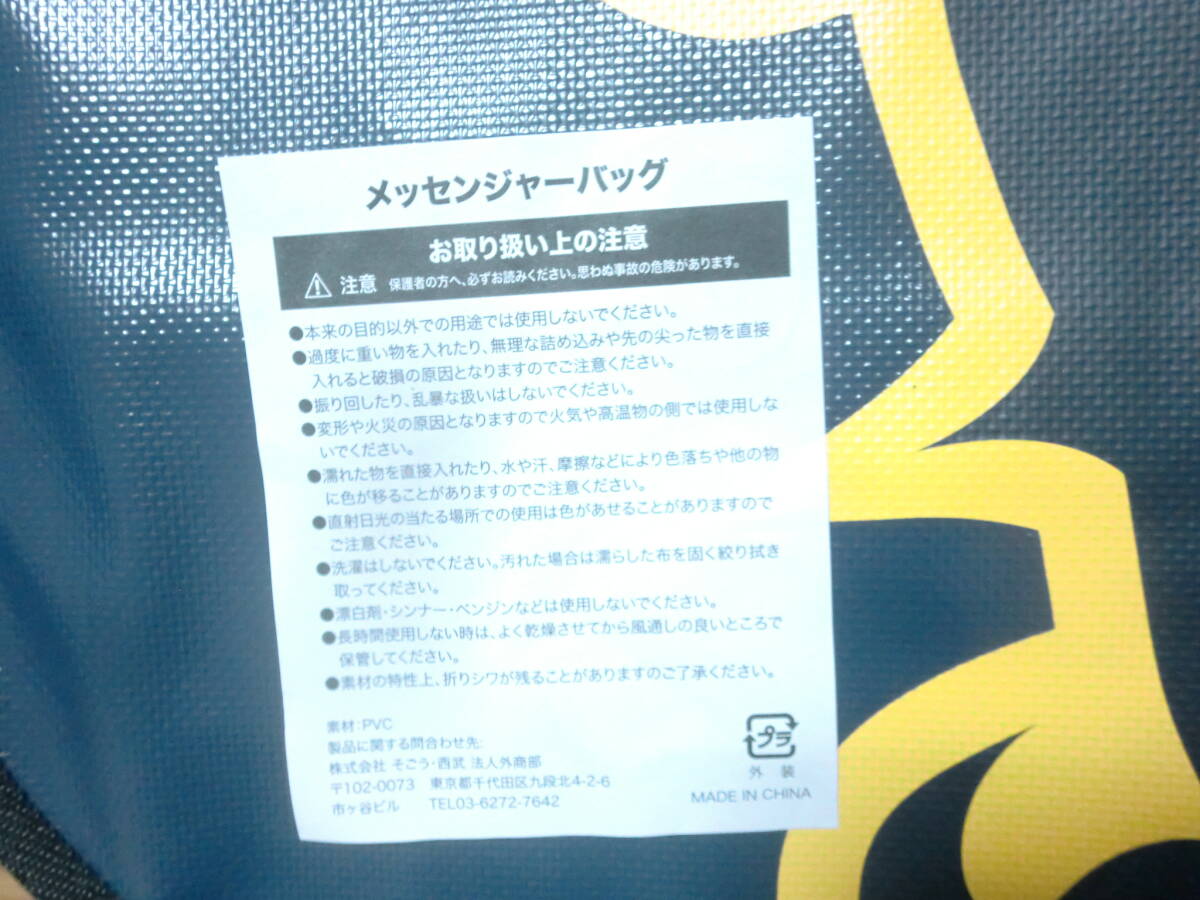 メッセンジャーバッグ
お取り扱い上の注意
注意 保護者の方へ、必ずお読みください。思わぬ事故の危険があります。
●本来の目的以外での用途では使用しないでください。
●過度に重い物を入れたり、無理な詰め込みや先の尖った物を直接
入れると破損の原因となりますのでご注意ください。
●振り回したり、乱暴な扱いはしないでください。
●変形や火災の原因となりますので火気や高温物の側では使用しな
いでください。
●濡れた物を直接入れたり、水や汗、摩擦などにより色落ちや他の物
に色が移ることがありますのでご注意ください。
●直射日光の当たる場所での使用は色があせることがありますので
ご注意ください。
●洗濯はしないでください。汚れた場合は濡らした布を固く絞り拭き
取ってください。
●漂白剤・シンナー・ベンジンなどは使用しないでください。
●長時間使用しない時は、よく乾燥させてから風通しの良いところで
保管してください。
●素材の特性上、折りシワが残ることがありますのでご了承ください。
素材:PVC
製品に関する問合わせ先:
株式会社 そごう・西武 法人外商部
〒102-0073 東京都千代田区九段北4-2-6
市ヶ谷ビル TEL03-6272-7642
プラ
外装
MADE IN CHINA